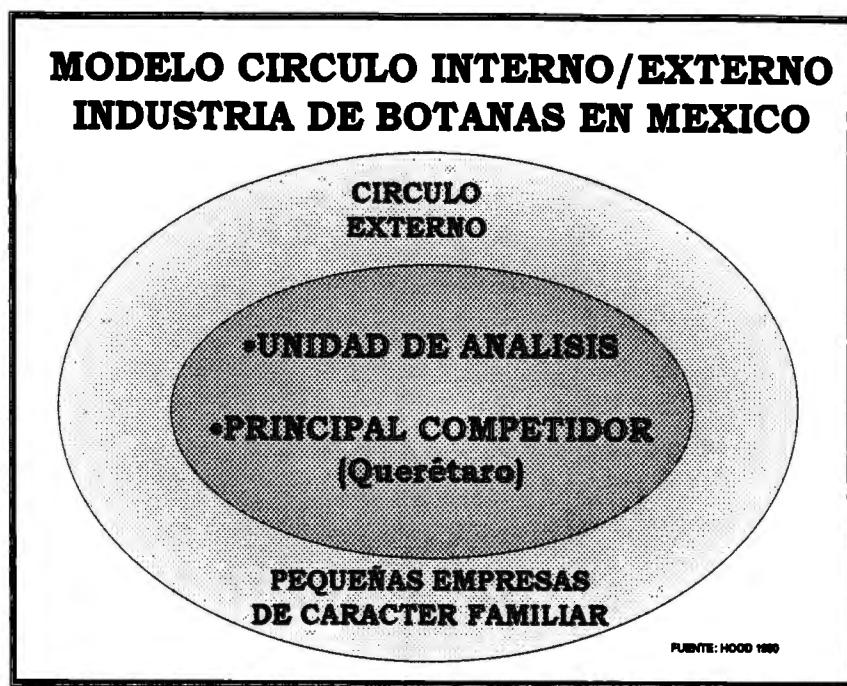 MODELO CIRCULO INTERNO/EXTERNO
INDUSTRIA DE BOTANAS EN MEXICO
CIRCULO
EXTERNO
•UNIDAD DE ANALISIS
•PRINCIPAL COMPETIDOR
(Querêtaro)
PEQUEÑAS EMPRESAS
DE CARACTER FAMILIAR
FUENTE: HOOD